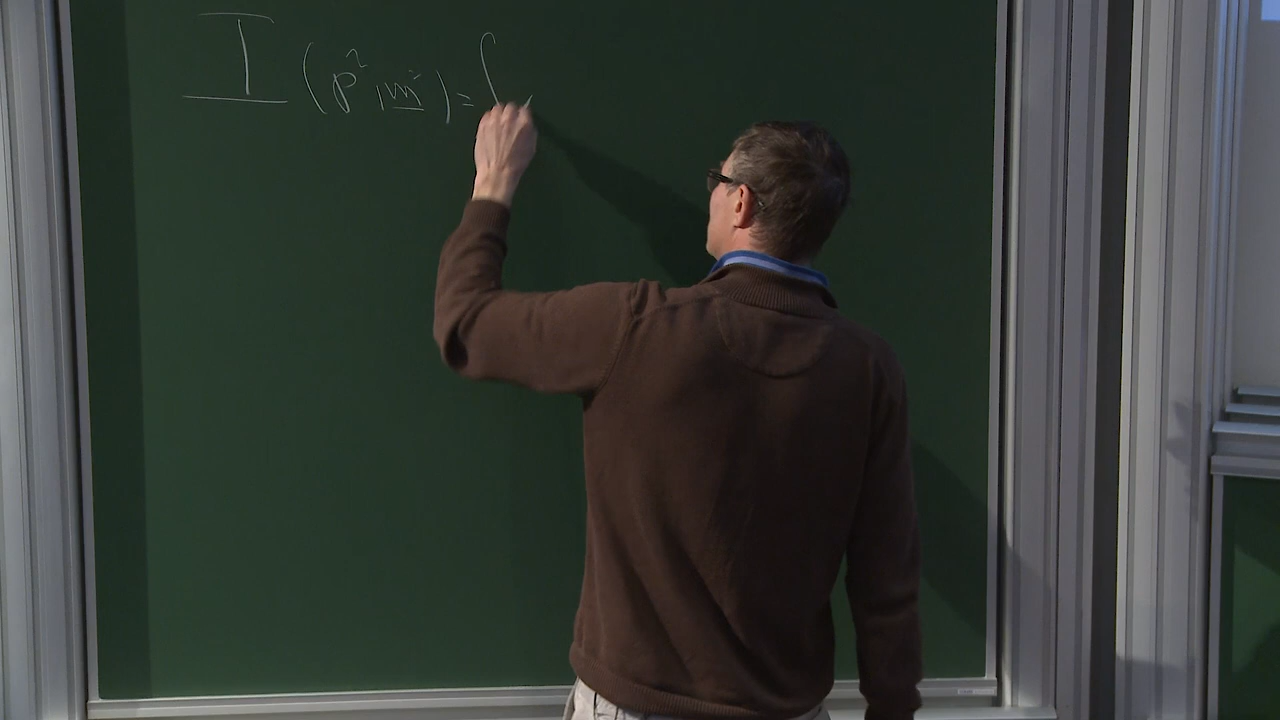 I (p², m²) = ∫